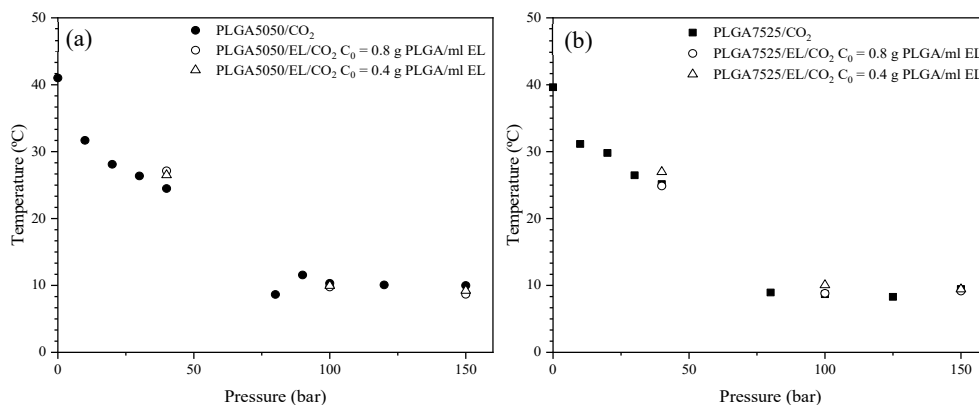 (a)
PLGA5050/CO₂
PLGA5050/EL/CO₂ C₀ = 0.8 g PLGA/ml EL
PLGA5050/EL/CO₂ C₀ = 0.4 g PLGA/ml EL
50
40
30
20
10
0
Temperature (ºC)
0
50
100
150
Pressure (bar)
(b)
PLGA7525/CO₂
PLGA7525/EL/CO₂ C₀ = 0.8 g PLGA/ml EL
PLGA7525/EL/CO₂ C₀ = 0.4 g PLGA/ml EL
50
40
30
20
10
0
Temperature (ºC)
0
50
100
150
Pressure (bar)